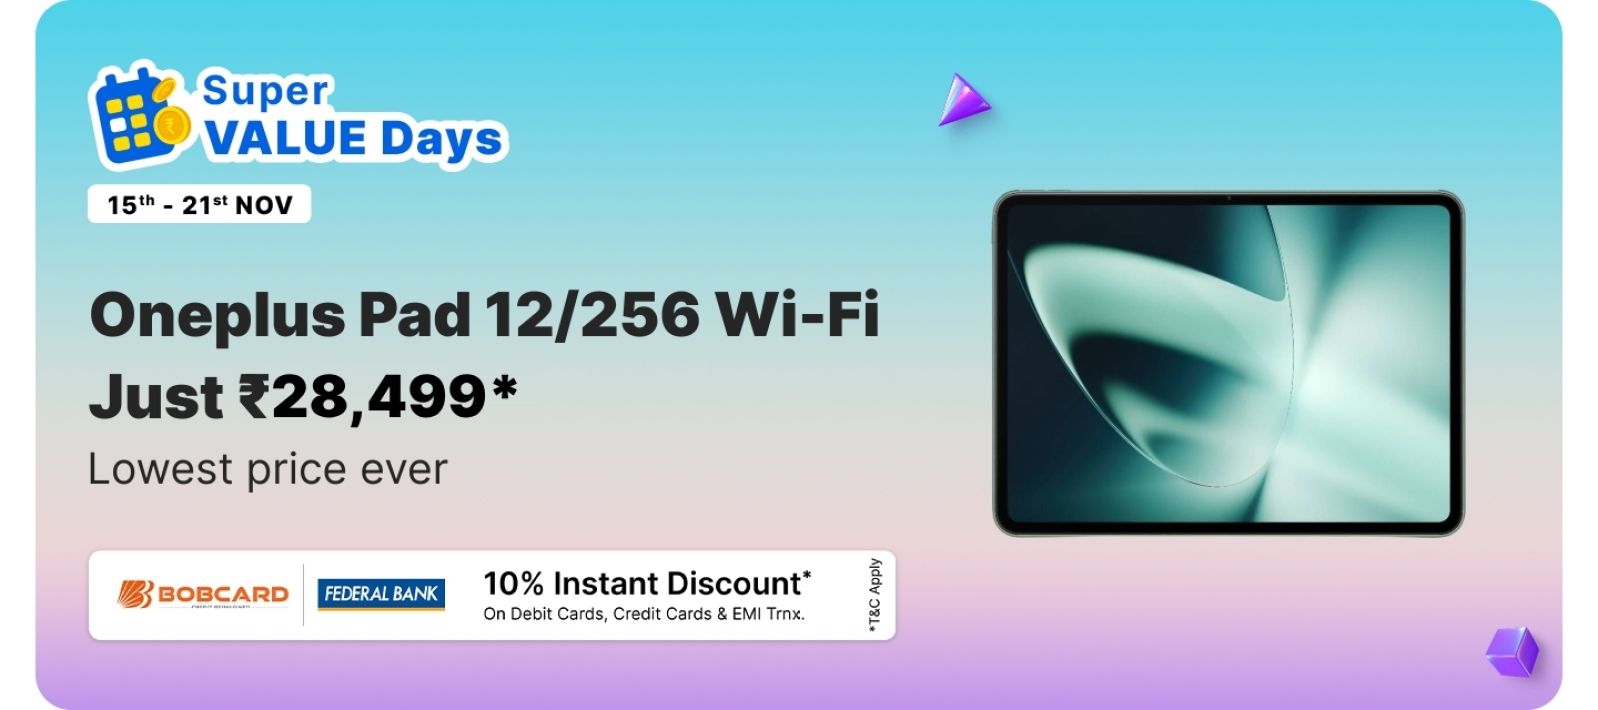 Super
VALUE Days
15th - 21st NOV
Oneplus Pad 12/256 Wi-Fi
Just ₹28,499*
Lowest price ever
BOBCARD
FEDERAL BANK
10% Instant Discount*
On Debit Cards, Credit Cards & EMI Trnx.
*T&C Apply